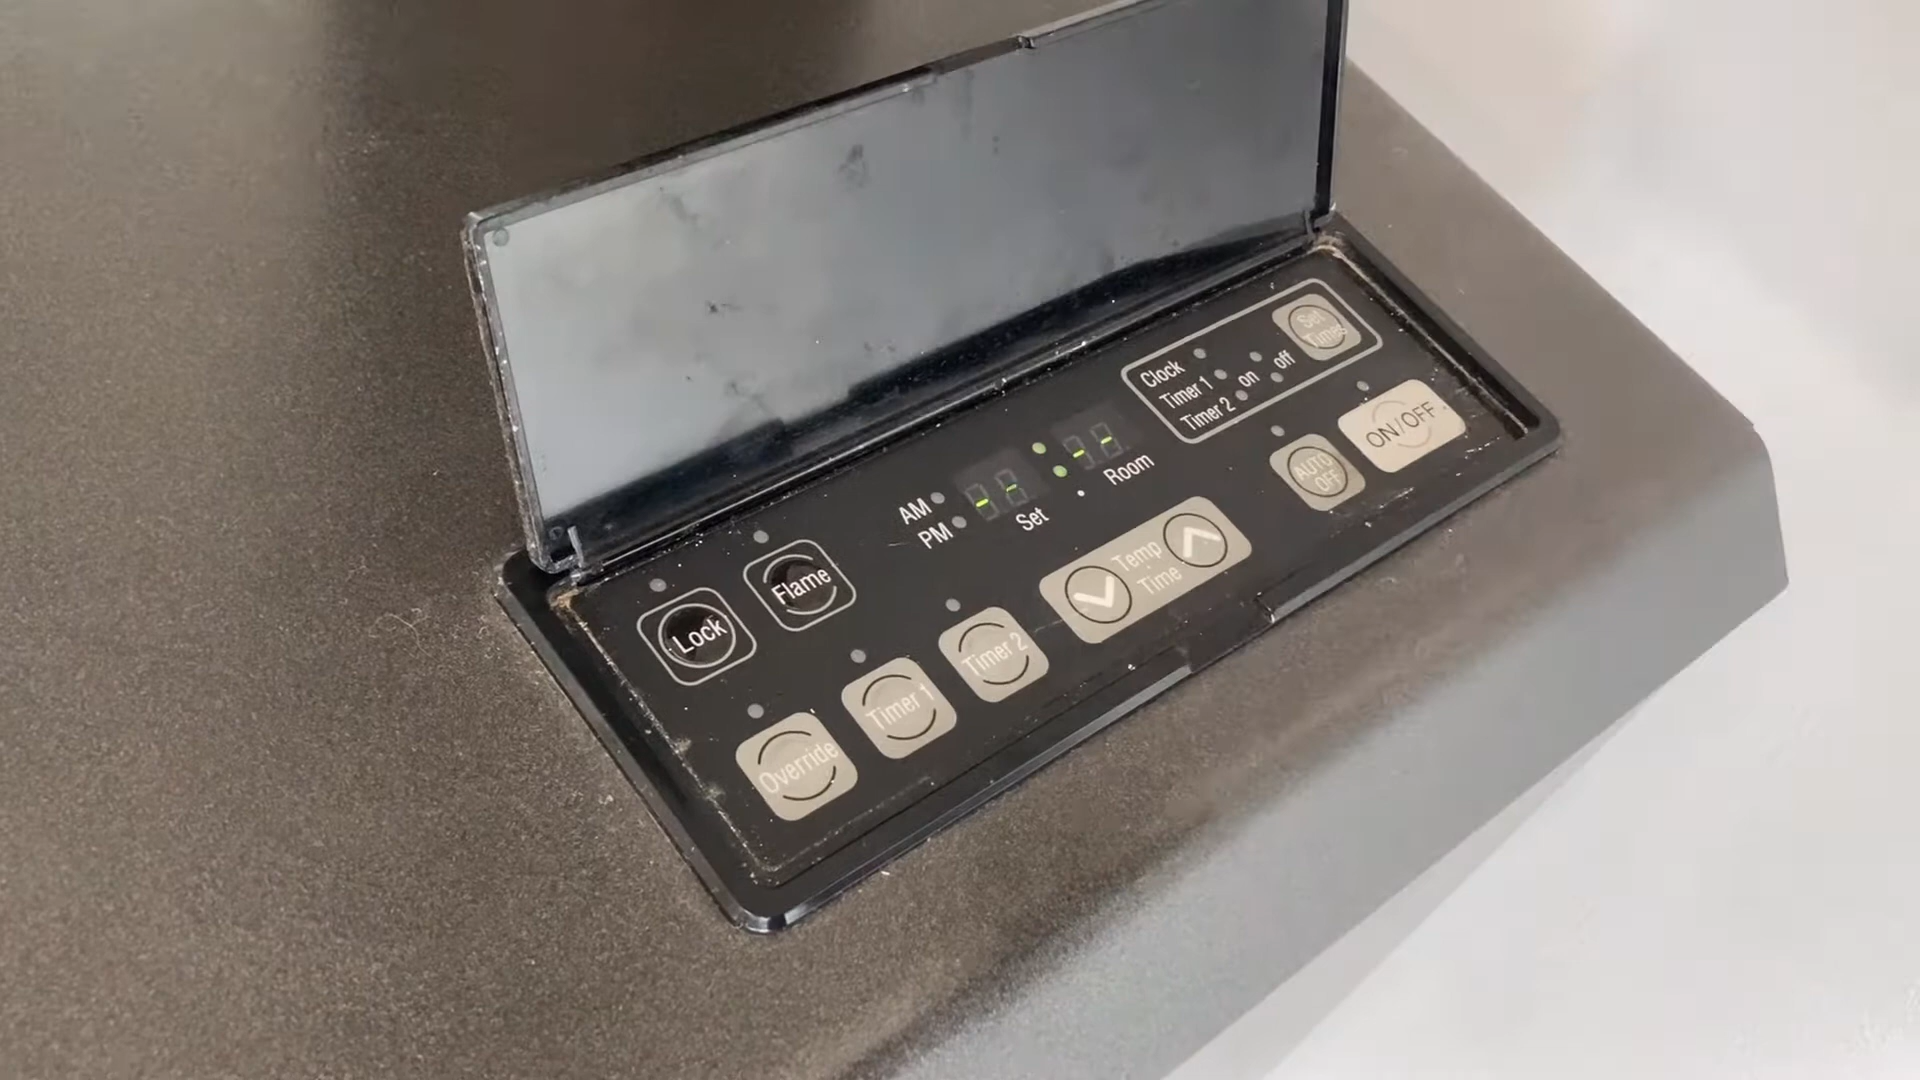 Set
Times
Clock
Timer 1
Timer 2
on
off
ON/OFF
AUTO
OFF
AM
PM
--:--
Set
Room
Temp
Time
Flame
Lock
Timer 2
Timer 1
Override